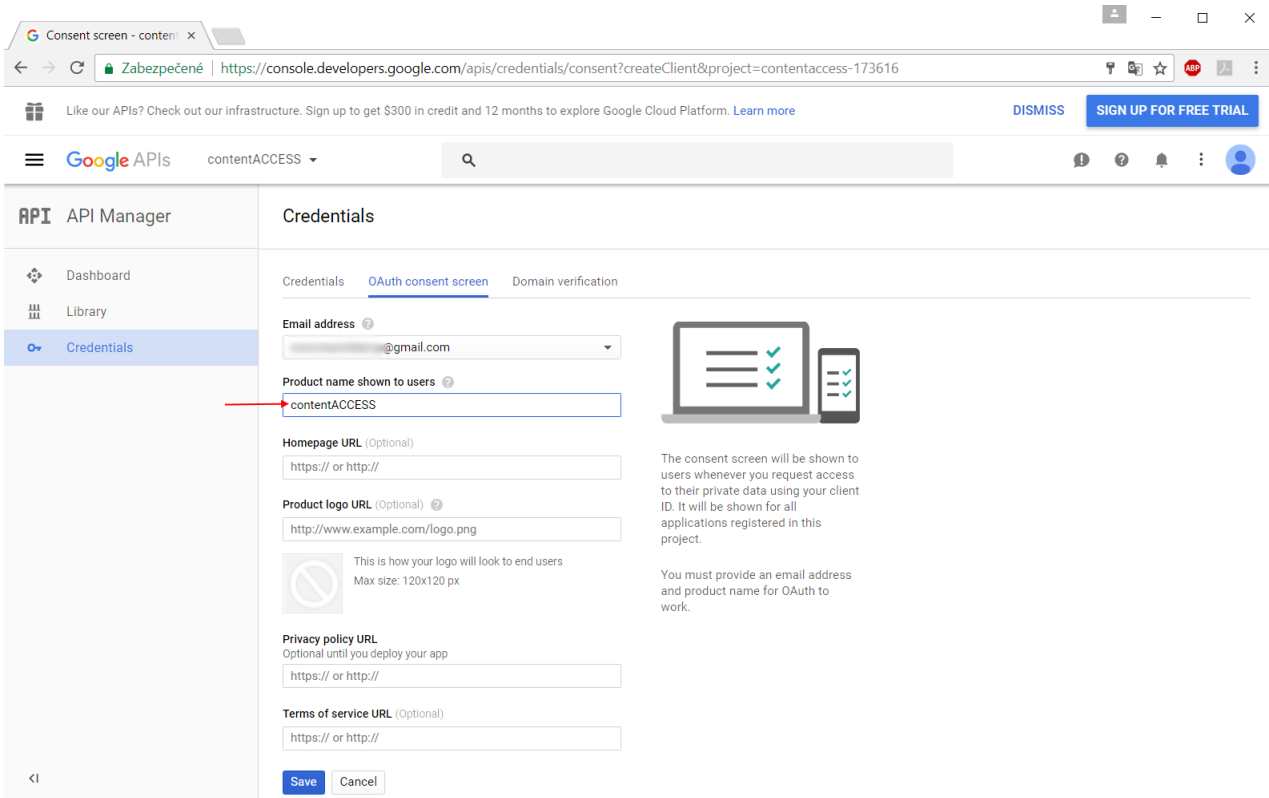 Consent screen - content
Zabezpečené https://console.developers.google.com/apis/credentials/consent?createClient&project=contentaccess-173616
ABP
Like our APIs? Check out our infrastructure. Sign up to get $300 in credit and 12 months to explore Google Cloud Platform. Learn more
DISMISS
SIGN UP FOR FREE TRIAL
Google APIs
contentACCESS
API API Manager
Dashboard
Library
Credentials
Credentials
Credentials OAuth consent screen Domain verification
Email address
@gmail.com
Product name shown to users
contentACCESS
Homepage URL (Optional)
https:// or http://
Product logo URL (Optional)
http://www.example.com/logo.png
This is how your logo will look to end users
Max size: 120x120 px
Privacy policy URL
Optional until you deploy your app
https:// or http://
Terms of service URL (Optional)
https:// or http://
Save Cancel
The consent screen will be shown to
users whenever you request access
to their private data using your client
ID. It will be shown for all
applications registered in this
project.
You must provide an email address
and product name for OAuth to
work.